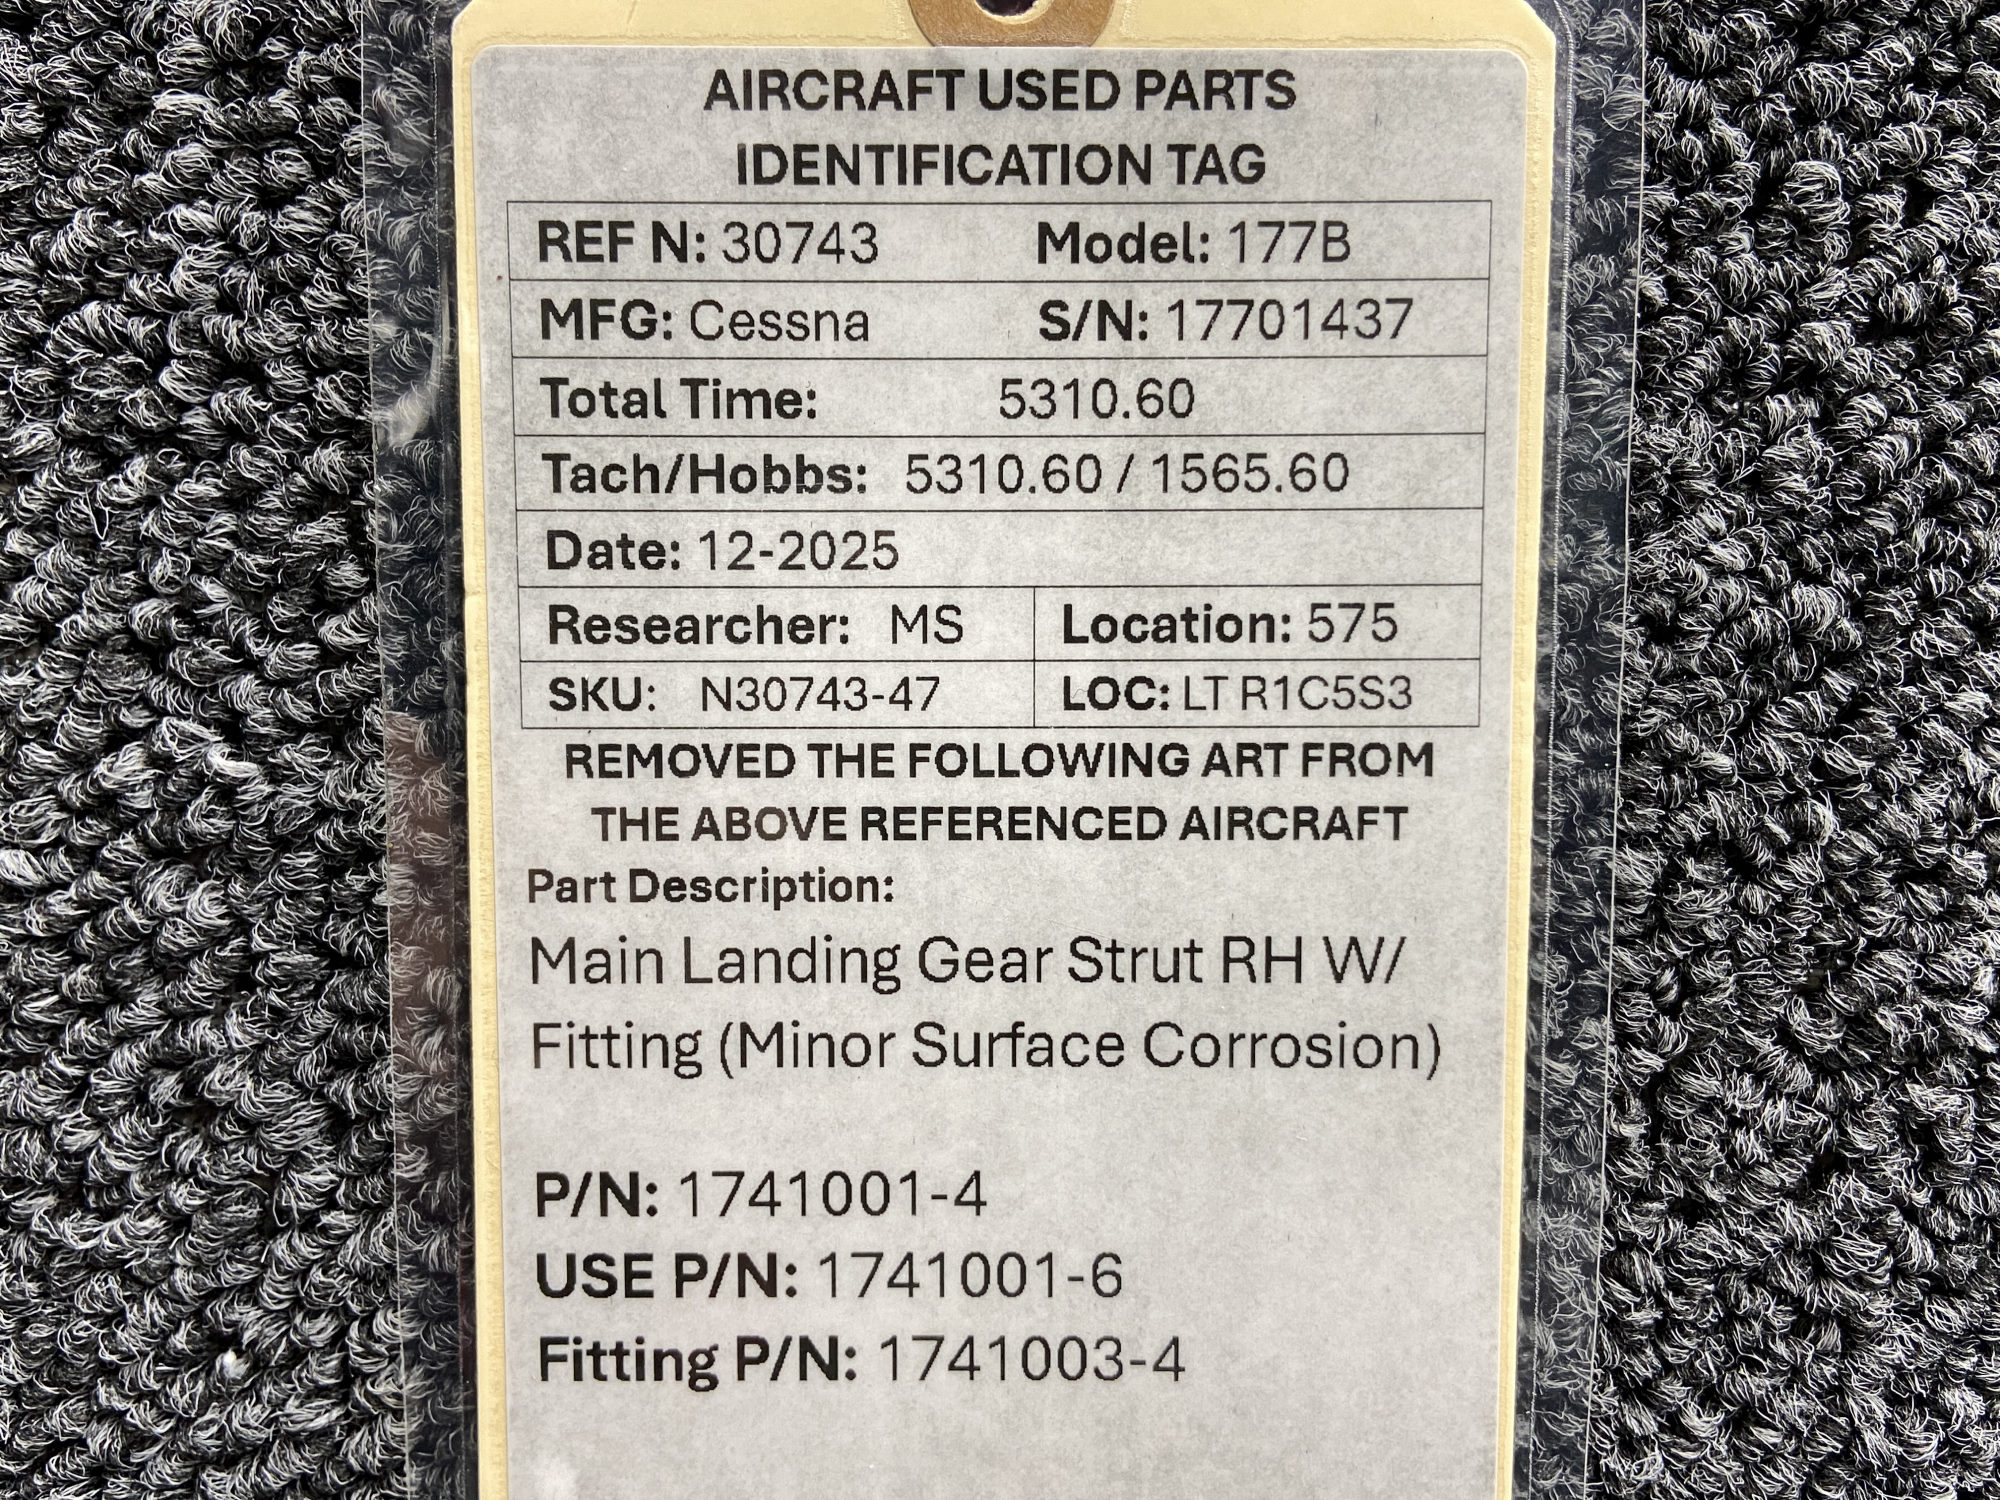 AIRCRAFT USED PARTS
IDENTIFICATION TAG
REF N: 30743 Model: 177B
MFG: Cessna S/N: 17701437
Total Time: 5310.60
Tach/Hobbs: 5310.60 / 1565.60
Date: 12-2025
Researcher: MS Location: 575
SKU: N30743-47 LOC: LT R1C5S3
REMOVED THE FOLLOWING ART FROM
THE ABOVE REFERENCED AIRCRAFT
Part Description:
Main Landing Gear Strut RH W/
Fitting (Minor Surface Corrosion)
P/N: 1741001-4
USE P/N: 1741001-6
Fitting P/N: 1741003-4